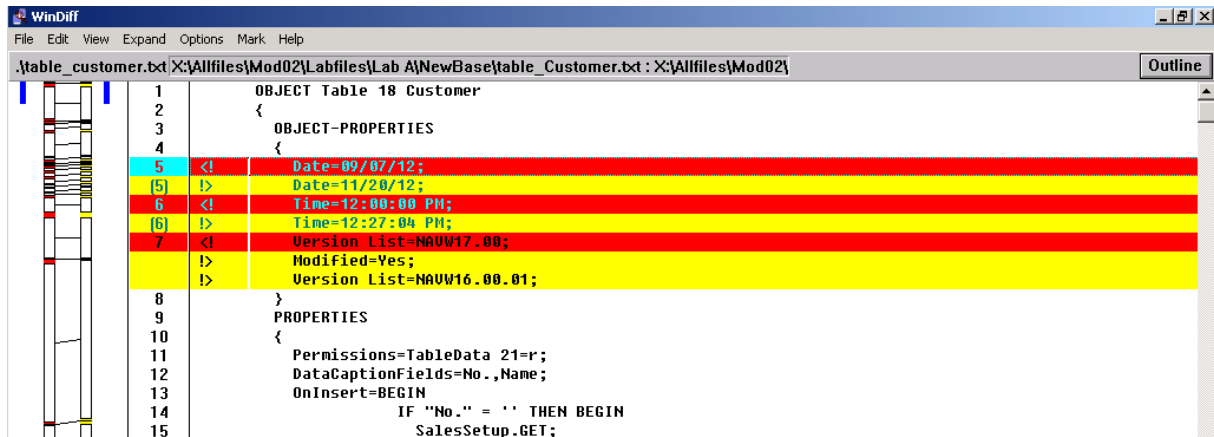 WinDiff
File Edit View Expand Options Mark Help
.\table_customer.txt X:\Allfiles\Mod02\Labfiles\Lab A\NewBase\table_Customer.txt : X:\Allfiles\Mod02\ Outline
1 OBJECT Table 18 Customer
2 {
3 OBJECT-PROPERTIES
4 {
5 <! Date=09/07/12;
(5) !> Date=11/20/12;
6 <! Time=12:00:00 PM;
(6) !> Time=12:27:04 PM;
7 <! Version List=NAVW17.00;
!> Modified=Yes;
!> Version List=NAVW16.00.01;
8 }
9 PROPERTIES
10 {
11 Permissions=TableData 21=r;
12 DataCaptionFields=No.,Name;
13 OnInsert=BEGIN
14 IF "No." = '' THEN BEGIN
15 SalesSetup.GET;